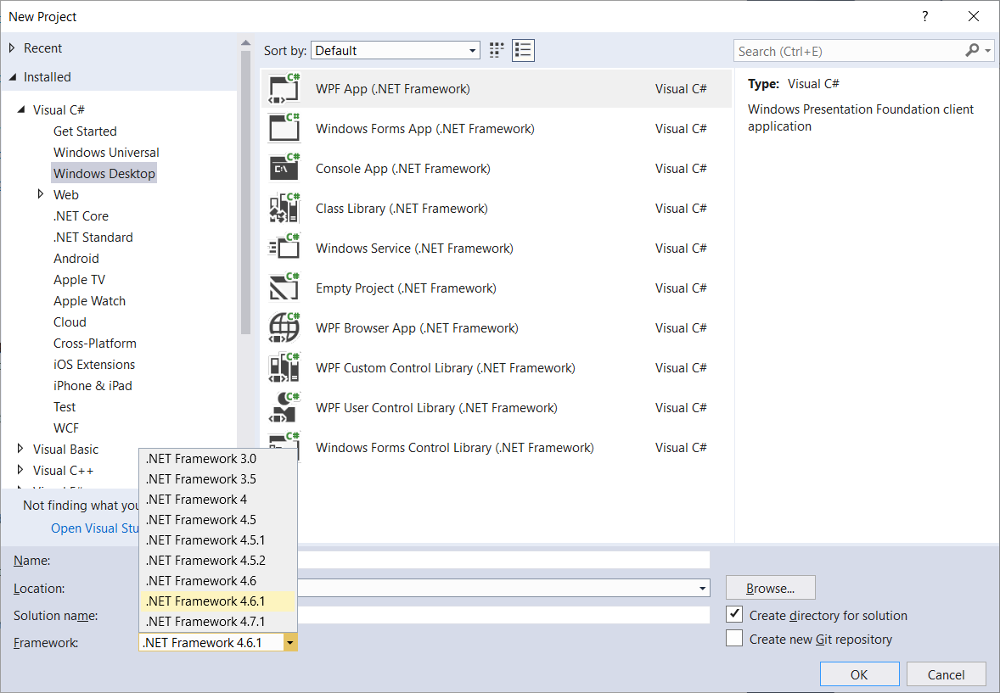 New Project
?
Recent
Installed
Visual C#
Get Started
Windows Universal
Windows Desktop
Web
.NET Core
.NET Standard
Android
Apple TV
Apple Watch
Cloud
Cross-Platform
iOS Extensions
iPhone & iPad
Test
WCF
Visual Basic
Visual C++
Not finding what you
Open Visual Stu
Sort by: Default
Search (Ctrl+E)
C# WPF App (.NET Framework) Visual C#
C# Windows Forms App (.NET Framework) Visual C#
C# Console App (.NET Framework) Visual C#
C# Class Library (.NET Framework) Visual C#
C# Windows Service (.NET Framework) Visual C#
C# Empty Project (.NET Framework) Visual C#
C# WPF Browser App (.NET Framework) Visual C#
C# WPF Custom Control Library (.NET Framework) Visual C#
C# WPF User Control Library (.NET Framework) Visual C#
C# Windows Forms Control Library (.NET Framework) Visual C#
Type: Visual C#
Windows Presentation Foundation client
application
.NET Framework 3.0
.NET Framework 3.5
.NET Framework 4
.NET Framework 4.5
.NET Framework 4.5.1
.NET Framework 4.5.2
.NET Framework 4.6
.NET Framework 4.6.1
.NET Framework 4.7.1
Name:
Location:
Browse...
Solution name:
Create directory for solution
Framework: .NET Framework 4.6.1
Create new Git repository
OK
Cancel